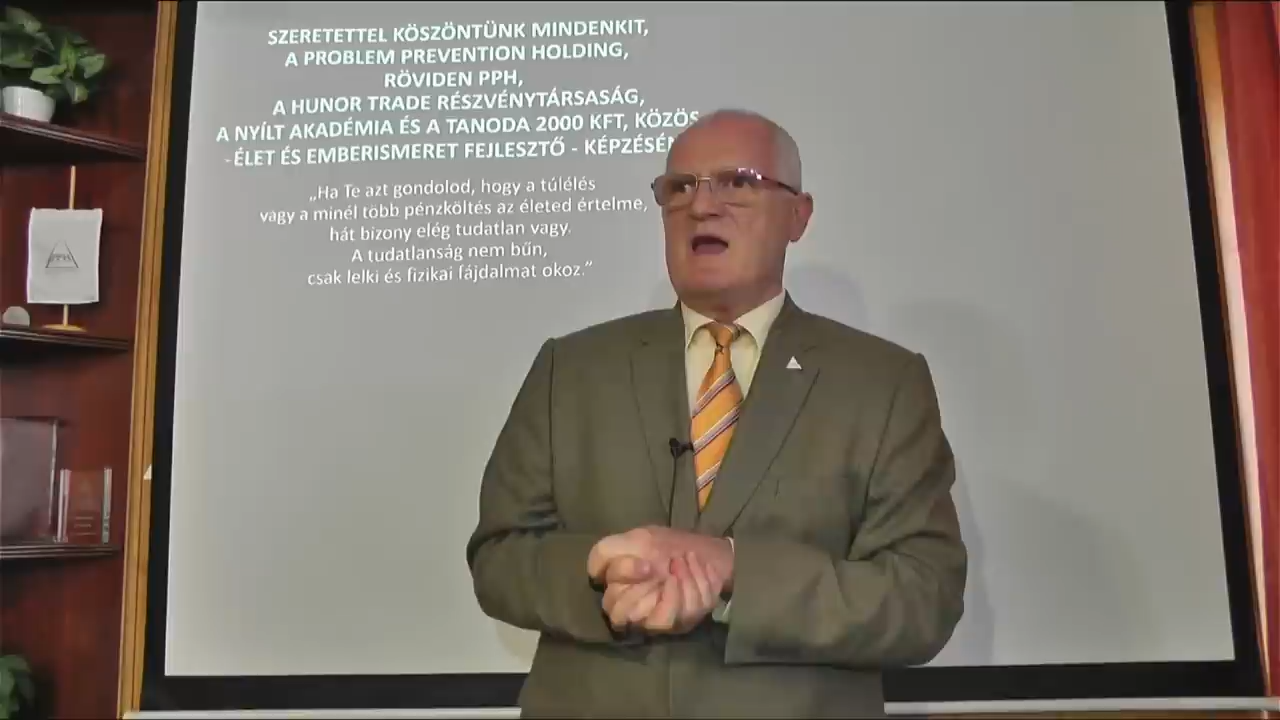 SZERETETTEL KÖSZÖNTÜNK MINDENKIT,
A PROBLEM PREVENTION HOLDING,
RÖVIDEN PPH,
A HUNOR TRADE RÉSZVÉNYTÁRSASÁG,
A NYÍLT AKADÉMIA ÉS A TANODA 2000 KFT, KÖZÖS
-ÉLET ÉS EMBERISMERET FEJLESZTŐ - KÉPZÉSÉN
„Ha Te azt gondolod, hogy a túlélés
vagy a minél több pénzköltés az életed értelme,
hát bizony elég tudatlan vagy.
A tudatlanság nem bűn,
csak lelki és fizikai fájdalmat okoz.”